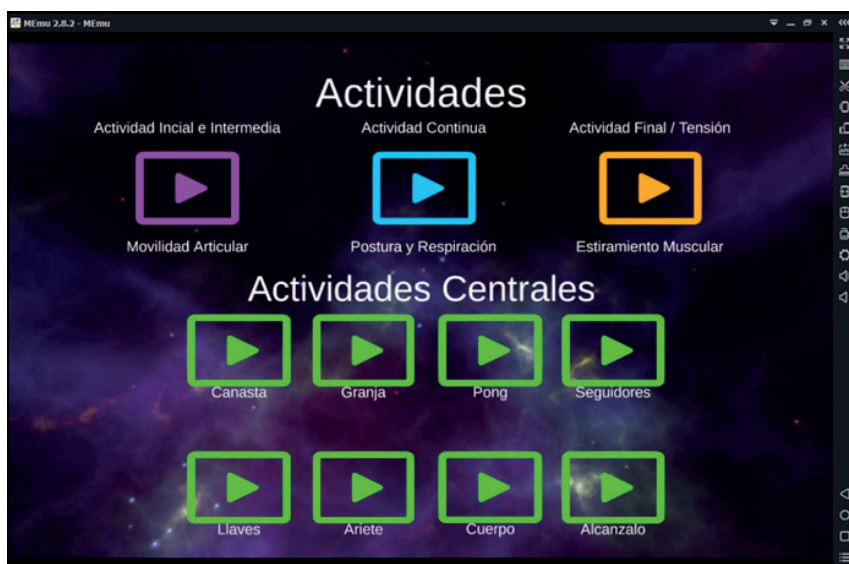 MEmu 2.8.2 - MEmu
Actividades
Actividad Incial e Intermedia
Actividad Continua
Actividad Final / Tensión
Movilidad Articular
Postura y Respiración
Estiramiento Muscular
Actividades Centrales
Canasta
Granja
Pong
Seguidores
Llaves
Ariete
Cuerpo
Alcanzalo